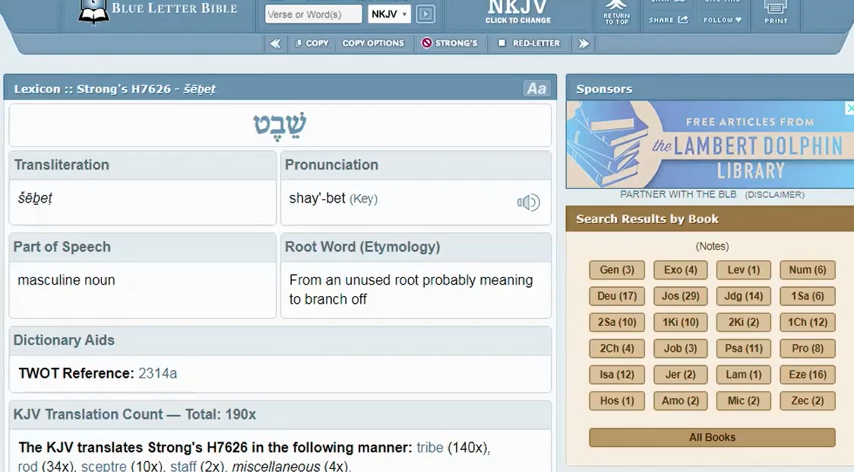 BLUE LETTER BIBLE
Verse or Word(s)
NKJV
NKJV
CLICK TO CHANGE
RETURN
TO TOP
SHARE
FOLLOW
PRINT
COPY
COPY OPTIONS
STRONG'S
RED-LETTER
Lexicon :: Strong's H7626 - šēḇeṭ
Aa
שֵׁבֶט
Transliteration
šēḇeṭ
Pronunciation
shay'-bet (Key)
Part of Speech
masculine noun
Root Word (Etymology)
From an unused root probably meaning
to branch off
Dictionary Aids
TWOT Reference: 2314a
KJV Translation Count — Total: 190x
The KJV translates Strong's H7626 in the following manner: tribe (140x),
rod (34x), sceptre (10x), staff (2x), miscellaneous (4x).
Sponsors
FREE ARTICLES FROM
the LAMBERT DOLPHIN
LIBRARY
PARTNER WITH THE BLB (DISCLAIMER)
Search Results by Book
(Notes)
Gen (3) Exo (4) Lev (1) Num (6)
Deu (17) Jos (29) Jdg (14) 1Sa (6)
2Sa (10) 1Ki (10) 2Ki (2) 1Ch (12)
2Ch (4) Job (3) Psa (11) Pro (8)
Isa (12) Jer (2) Lam (1) Eze (16)
Hos (1) Amo (2) Mic (2) Zec (2)
All Books